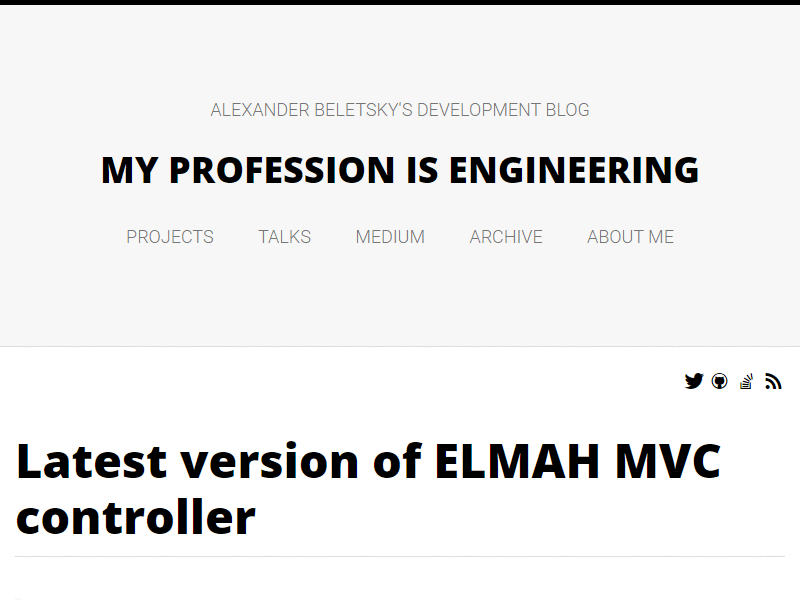 ALEXANDER BELETSKY'S DEVELOPMENT BLOG
MY PROFESSION IS ENGINEERING
PROJECTS TALKS MEDIUM ARCHIVE ABOUT ME
Latest version of ELMAH MVC
controller